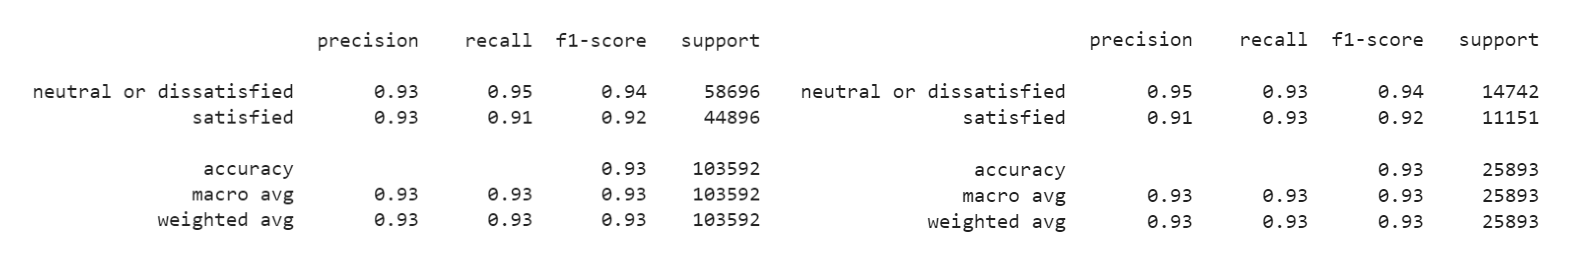 precision recall f1-score support
neutral or dissatisfied 0.93 0.95 0.94 58696
satisfied 0.93 0.91 0.92 44896
accuracy 0.93 103592
macro avg 0.93 0.93 0.93 103592
weighted avg 0.93 0.93 0.93 103592
precision recall f1-score support
neutral or dissatisfied 0.95 0.93 0.94 14742
satisfied 0.91 0.93 0.92 11151
accuracy 0.93 25893
macro avg 0.93 0.93 0.93 25893
weighted avg 0.93 0.93 0.93 25893